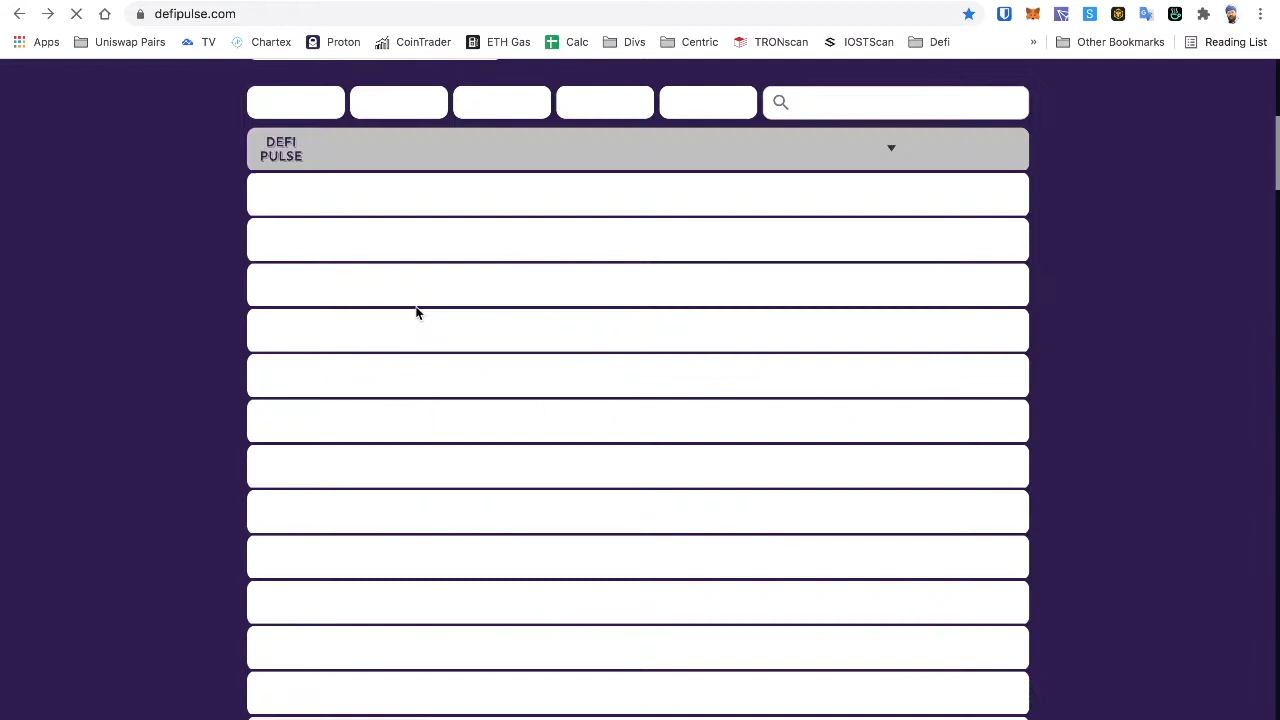 defipulse.com
Apps Uniswap Pairs TV Chartex Proton CoinTrader ETH Gas Calc Divs Centric TRONscan IOSTScan Defi » Other Bookmarks Reading List
DEFI
PULSE